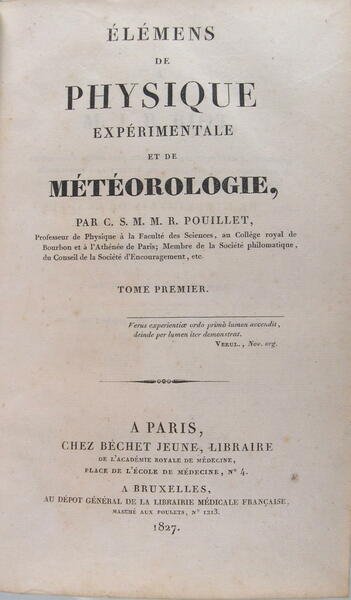 ÉLÉMENS
DE
PHYSIQUE
EXPÉRIMENTALE
ET DE
MÉTÉOROLOGIE,
PAR C. S. M. M. R. POUILLET,
Professeur de Physique à la Faculté des Sciences, au Collége royal de
Bourbon et à l'Athénée de Paris; Membre de la Société philomatique,
du Conseil de la Société d'Encouragement, etc.
TOME PREMIER.
Verus experientiæ ordo primò lumen accendit,
deinde per lumen iter demonstrat.
VERUL., Nov. org.
A PARIS,
CHEZ BÉCHET JEUNE, LIBRAIRE
DE L'ACADÉMIE ROYALE DE MÉDECINE,
PLACE DE L'ÉCOLE DE MÉDECINE, N° 4.
A BRUXELLES,
AU DÉPOT GÉNÉRAL DE LA LIBRAIRIE MÉDICALE FRANÇAISE,
MARCHÉ AUX POULETS, N° 1213.
1827.